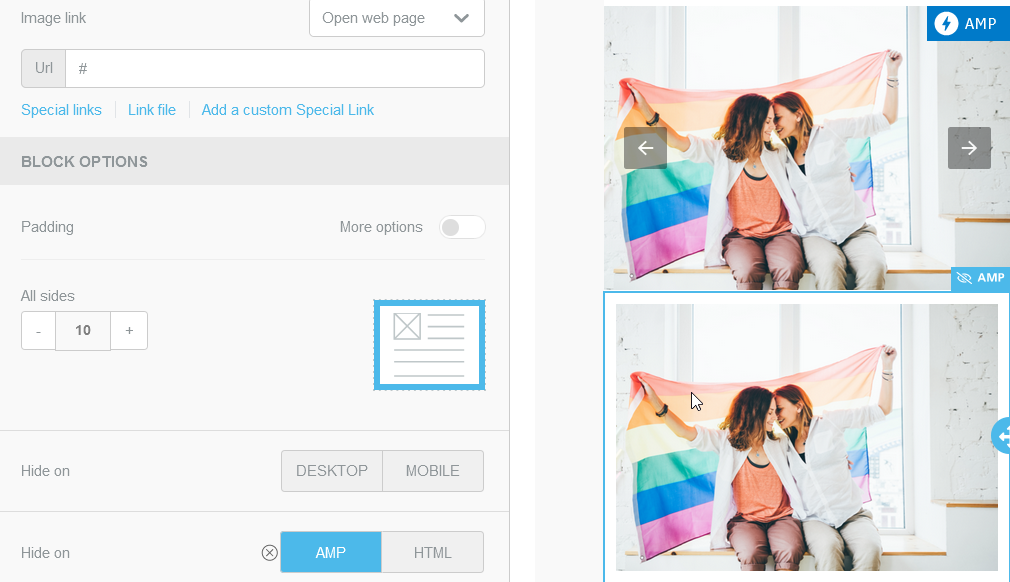 Image link
Open web page
Url
#
Special links
Link file
Add a custom Special Link
BLOCK OPTIONS
Padding
More options
All sides
- 10 +
Hide on
DESKTOP
MOBILE
Hide on
AMP
HTML
AMP
AMP